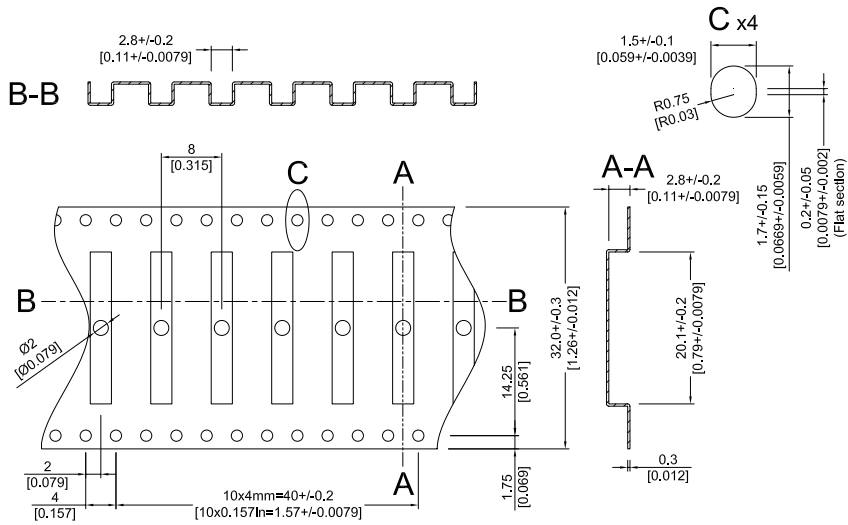 2.8+/-0.2
[0.11+/-0.0079]
B-B
8
[0.315]
C
A
C x4
1.5+/-0.1
[0.059+/-0.0039]
R0.75
[R0.03]
1.7+/-0.15
[0.0669+/-0.0059]
0.2+/-0.05
[0.0079+/-0.002]
(Flat section)
A-A
2.8+/-0.2
[0.11+/-0.0079]
B
B
Ø2
[Ø0.079]
14.25
[0.561]
32.0+/-0.3
[1.26+/-0.012]
20.1+/-0.2
[0.79+/-0.0079]
2
[0.079]
4
[0.157]
10x4mm=40+/-0.2
[10x0.157In=1.57+/-0.0079]
A
1.75
[0.069]
0.3
[0.012]